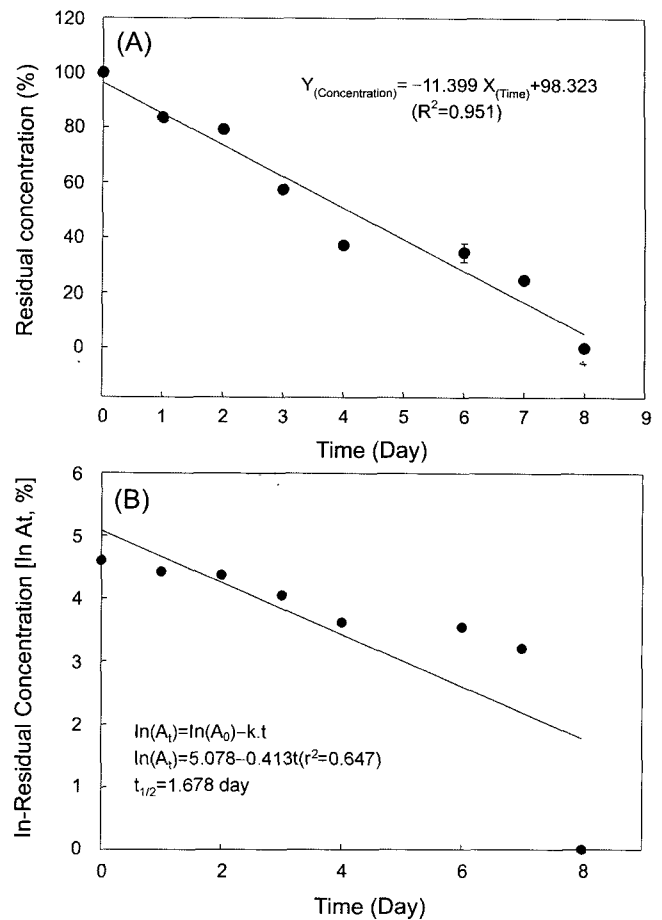 (A)
Y(Concentration)= −11.399 X(Time)+98.323
(R²=0.951)
120
100
80
60
40
20
0
Residual concentration (%)
0 1 2 3 4 5 6 7 8 9
Time (Day)
(B)
6
5
4
3
2
1
0
ln-Residual Concentration [ln At, %]
ln(At)=ln(A0)−k.t
ln(At)=5.078−0.413t(r²=0.647)
t1/2=1.678 day
0 2 4 6 8
Time (Day)